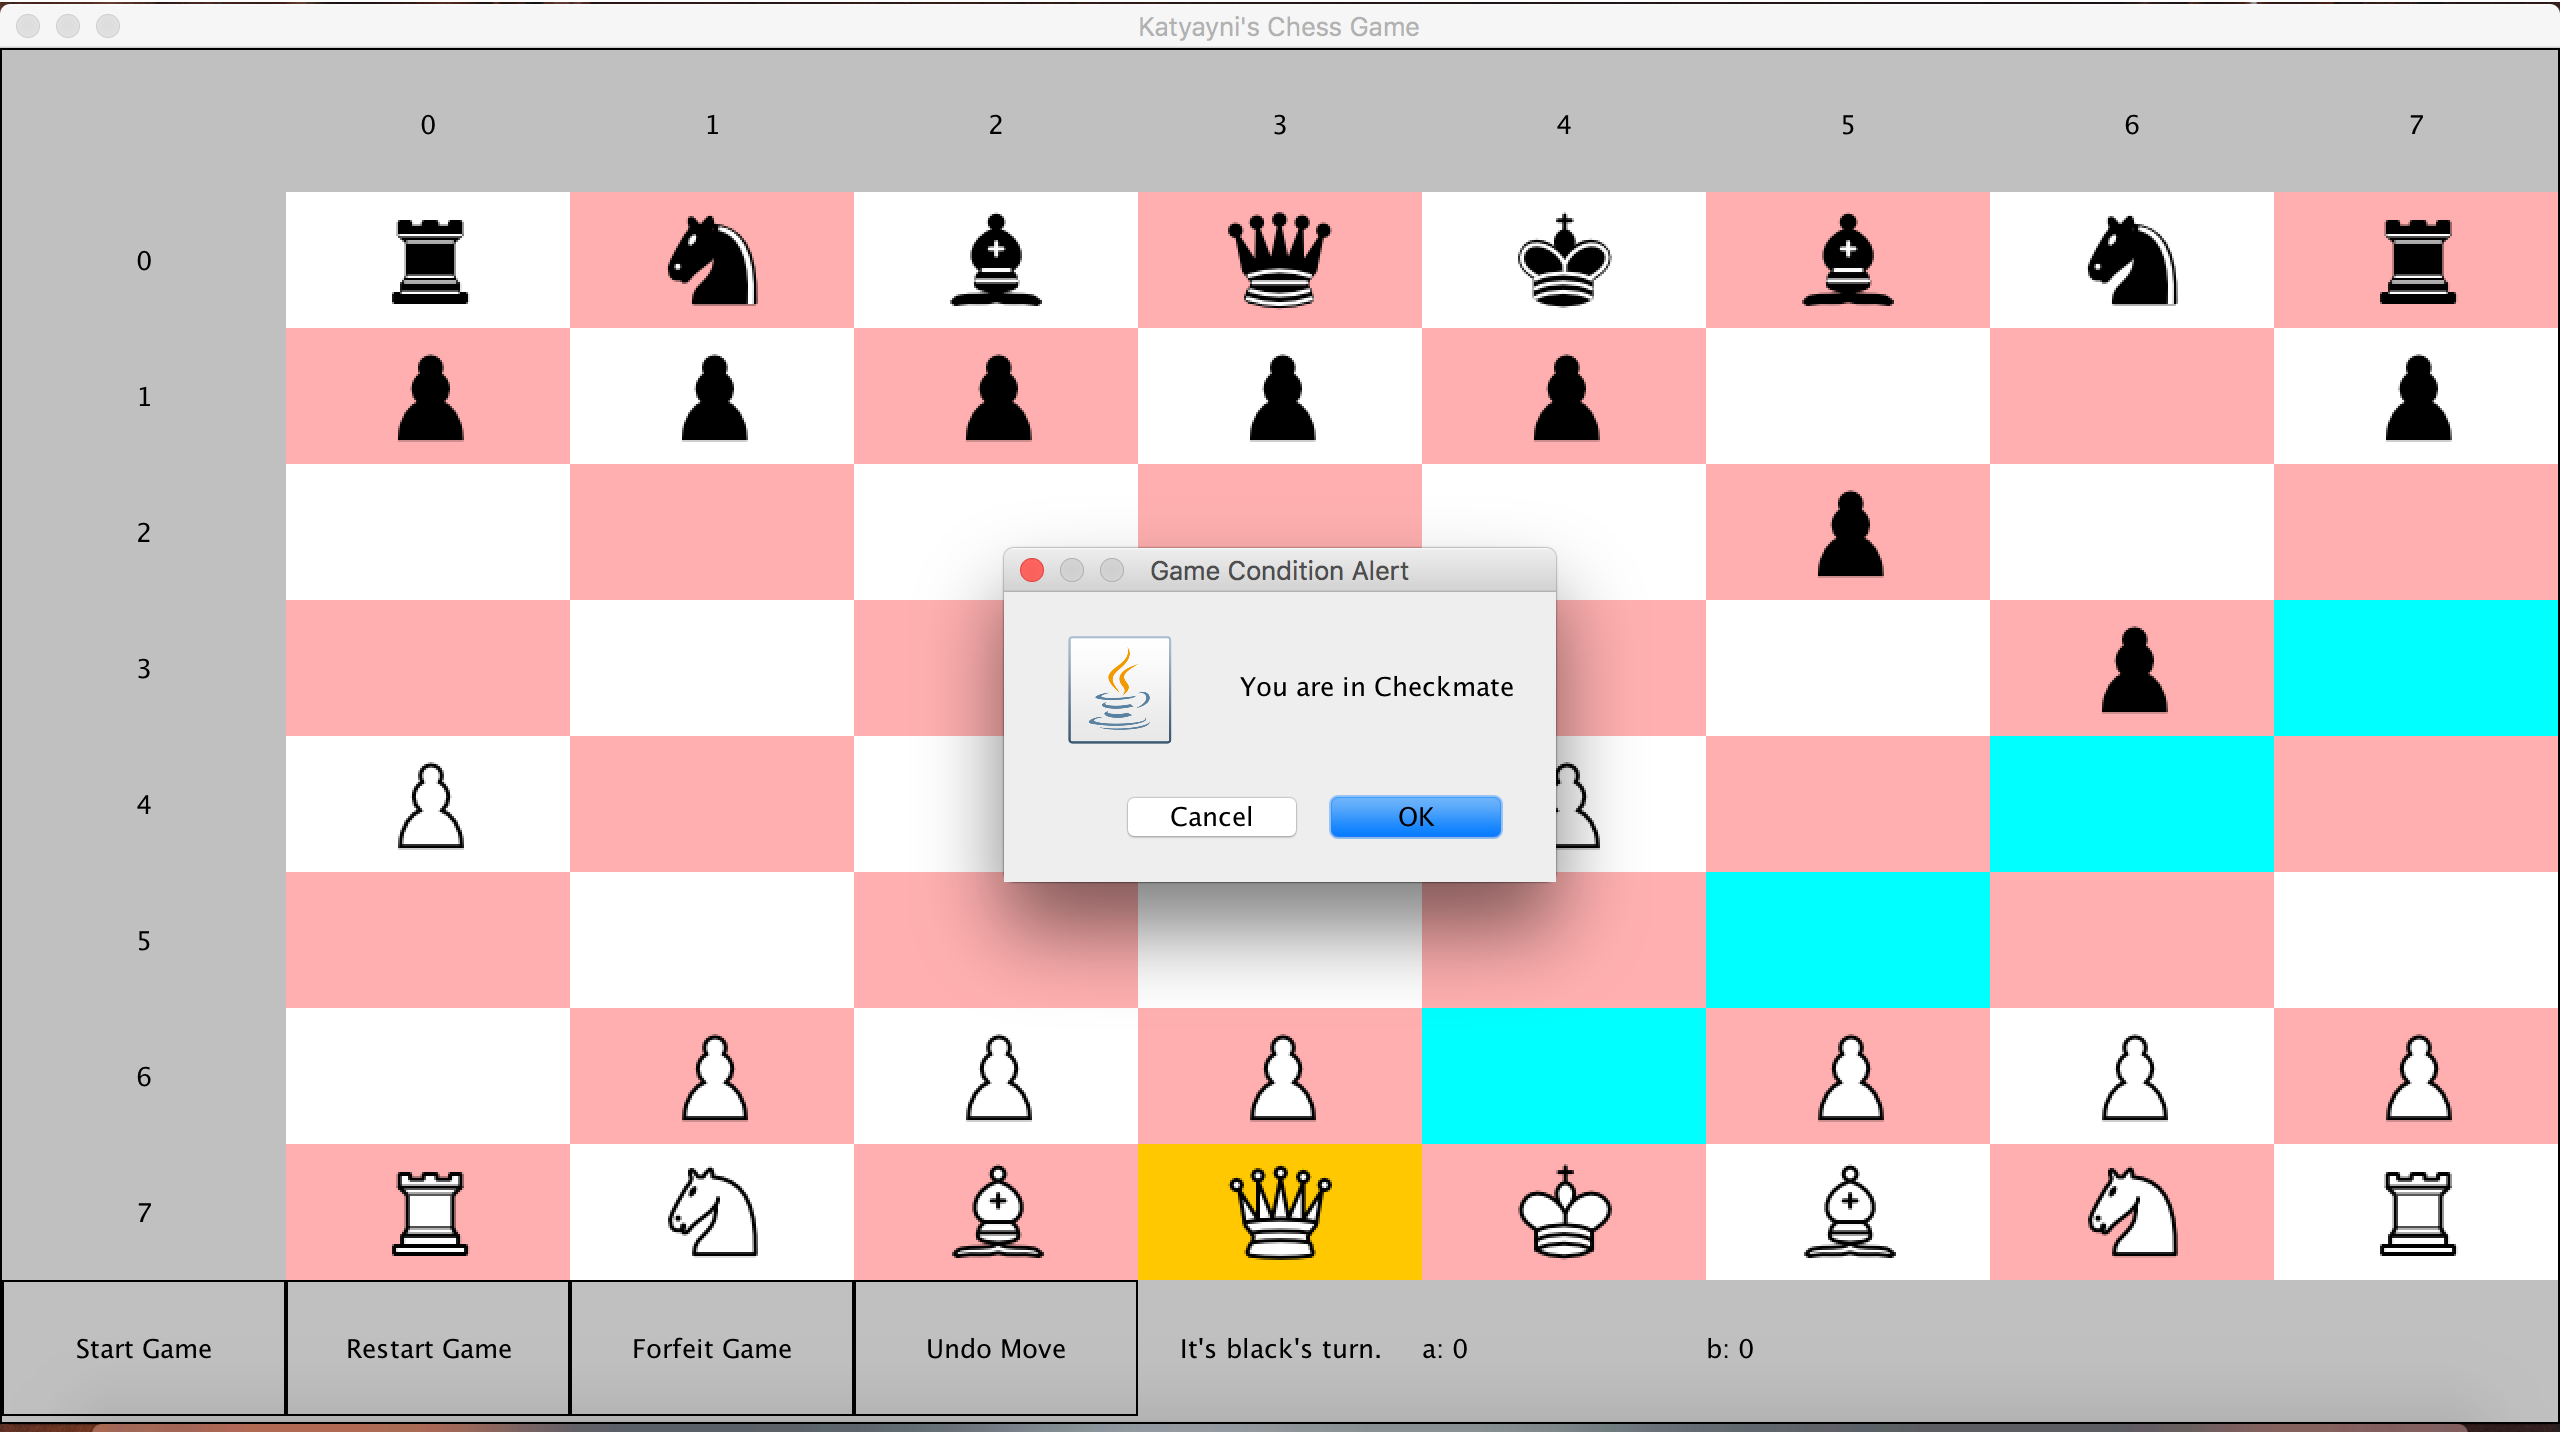 Katyayni's Chess Game
0 1 2 3 4 5 6 7
0
1
2
Game Condition Alert
3
You are in Checkmate
4
Cancel OK
5
6
7
Start Game Restart Game Forfeit Game Undo Move It's black's turn. a: 0 b: 0